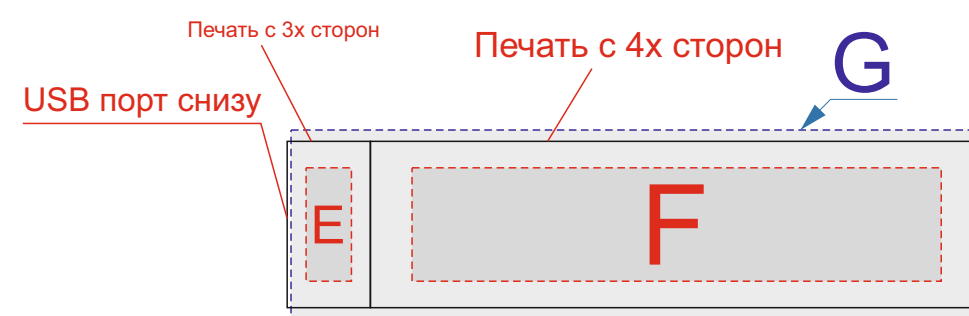 Печать с 3х сторон
Печать с 4х сторон
G
USB порт снизу
E
F